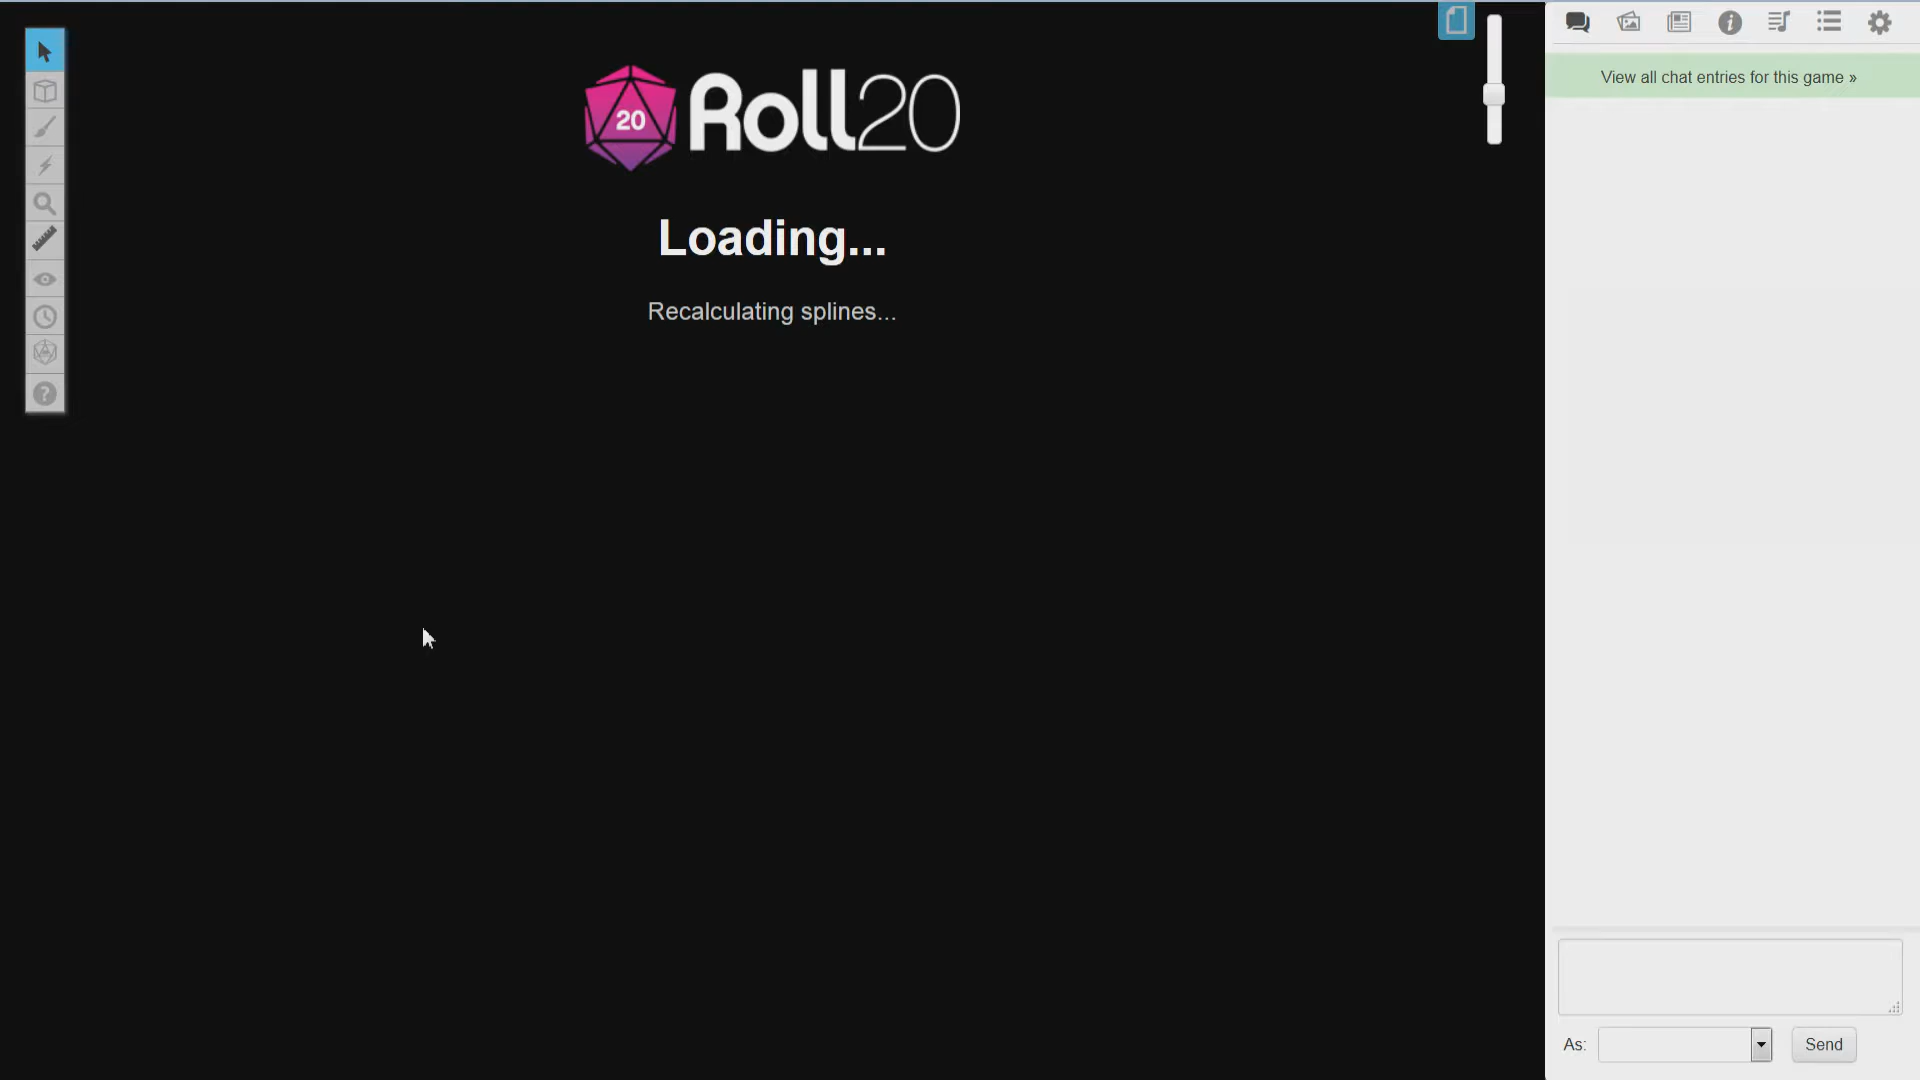 View all chat entries for this game »
20 Roll20
Loading...
Recalculating splines...
?
As:
Send